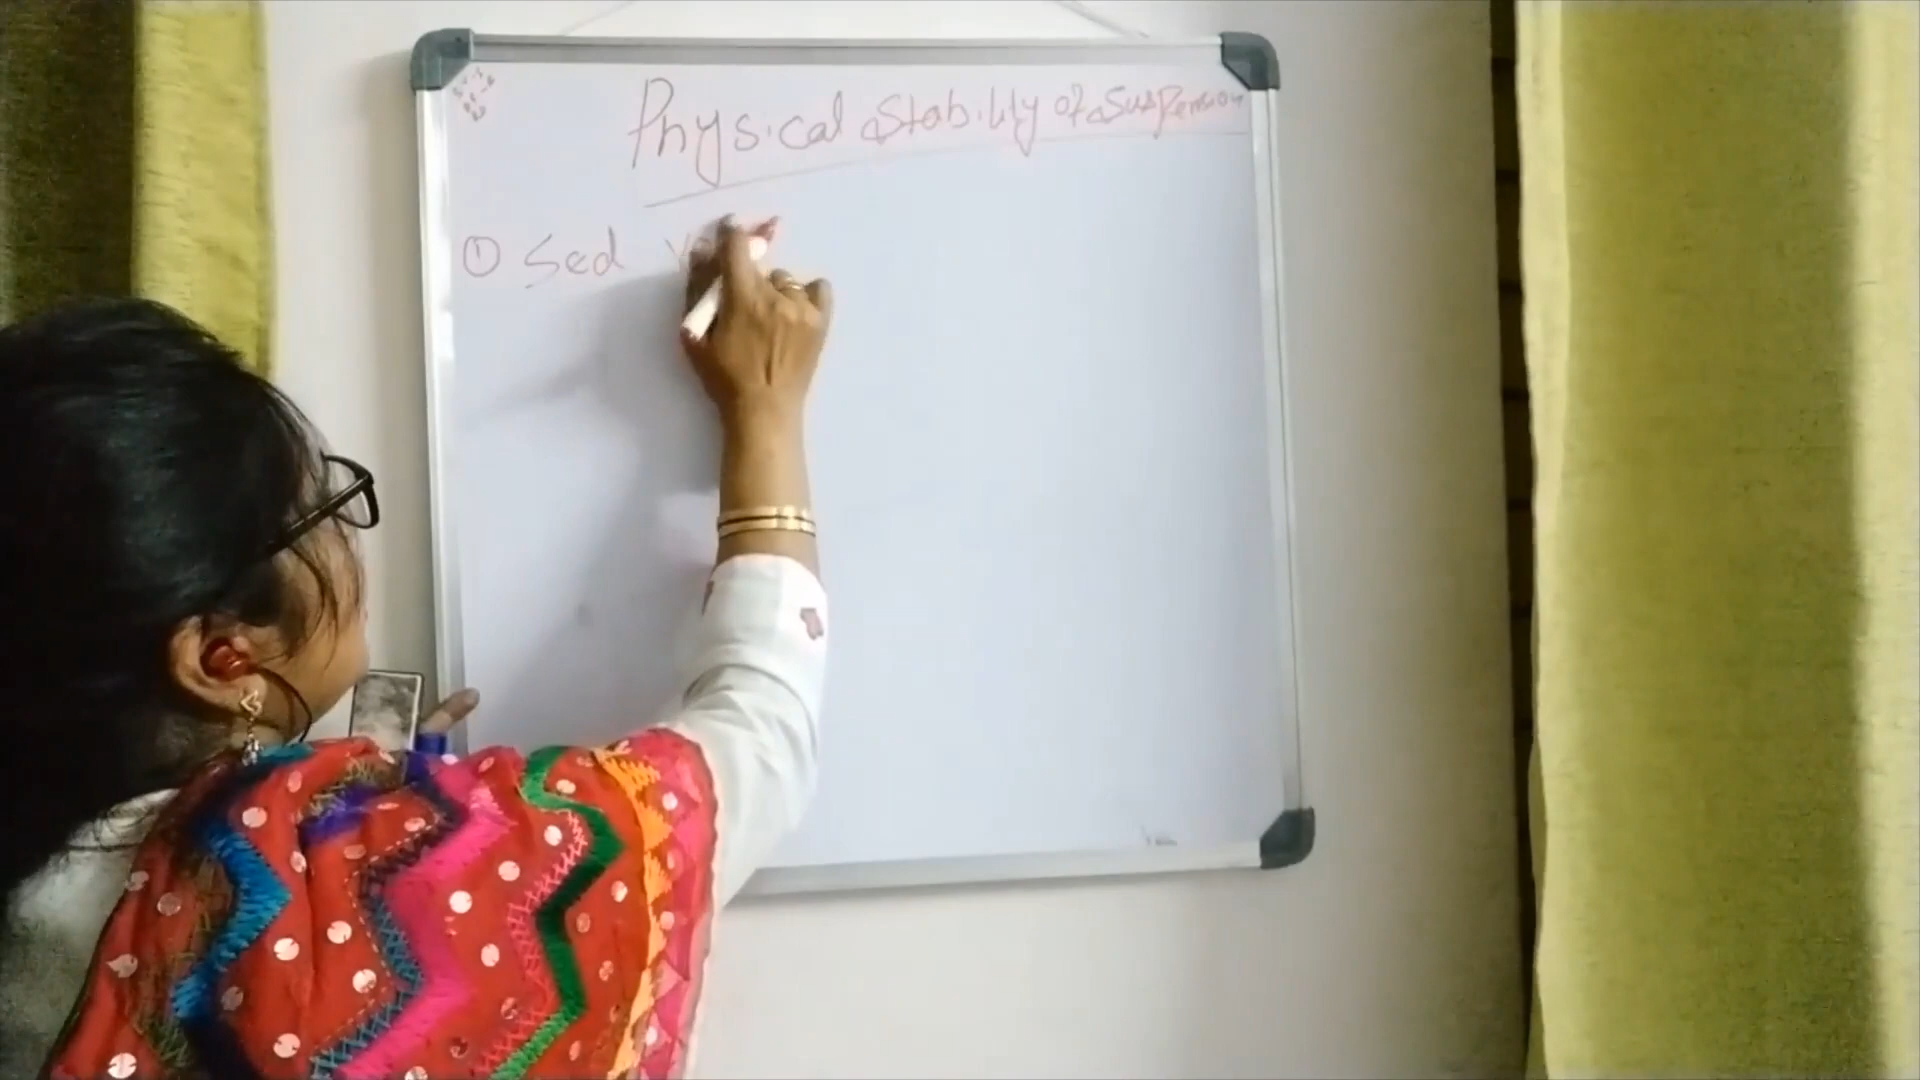 Physical Stability of Suspension
① Sed